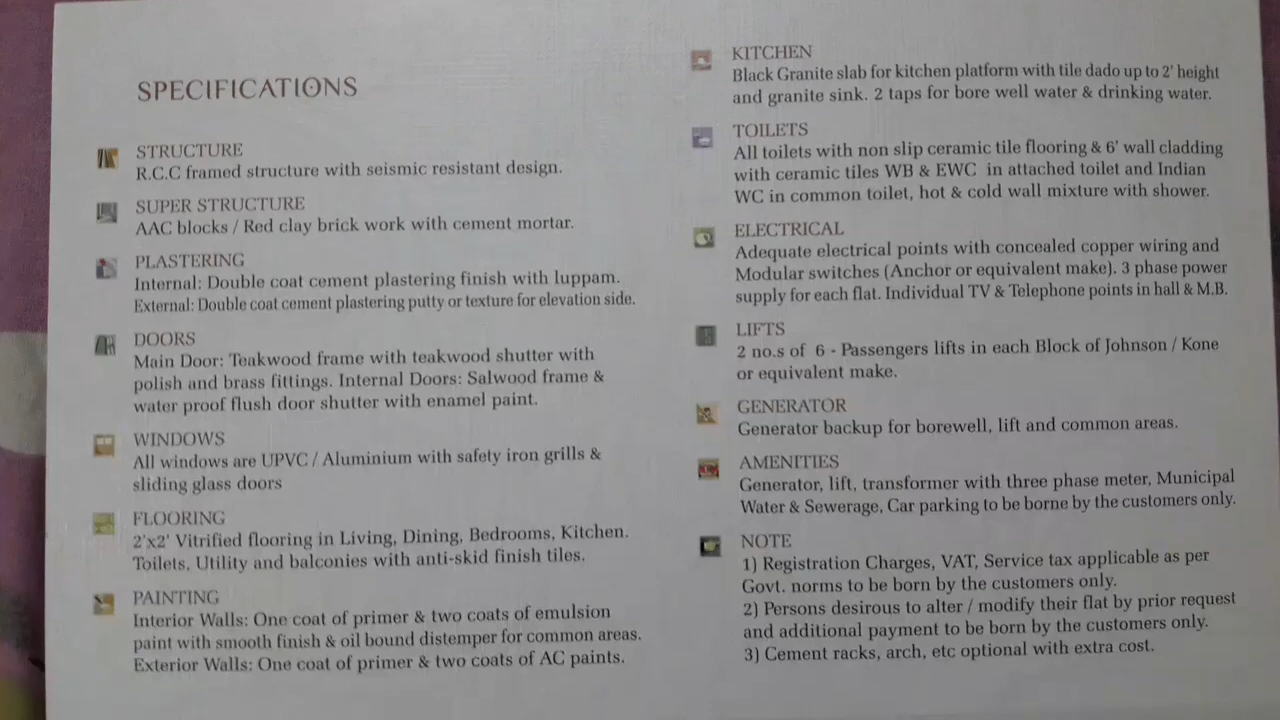 SPECIFICATIONS
STRUCTURE
R.C.C framed structure with seismic resistant design.
SUPER STRUCTURE
AAC blocks / Red clay brick work with cement mortar.
PLASTERING
Internal: Double coat cement plastering finish with luppam.
External: Double coat cement plastering putty or texture for elevation side.
DOORS
Main Door: Teakwood frame with teakwood shutter with
polish and brass fittings. Internal Doors: Salwood frame &
water proof flush door shutter with enamel paint.
WINDOWS
All windows are UPVC / Aluminium with safety iron grills &
sliding glass doors
FLOORING
2'x2' Vitrified flooring in Living, Dining, Bedrooms, Kitchen.
Toilets, Utility and balconies with anti-skid finish tiles.
PAINTING
Interior Walls: One coat of primer & two coats of emulsion
paint with smooth finish & oil bound distemper for common areas.
Exterior Walls: One coat of primer & two coats of AC paints.
KITCHEN
Black Granite slab for kitchen platform with tile dado up to 2' height
and granite sink. 2 taps for bore well water & drinking water.
TOILETS
All toilets with non slip ceramic tile flooring & 6' wall cladding
with ceramic tiles WB & EWC in attached toilet and Indian
WC in common toilet, hot & cold wall mixture with shower.
ELECTRICAL
Adequate electrical points with concealed copper wiring and
Modular switches (Anchor or equivalent make). 3 phase power
supply for each flat. Individual TV & Telephone points in hall & M.B.
LIFTS
2 no.s of 6 - Passengers lifts in each Block of Johnson / Kone
or equivalent make.
GENERATOR
Generator backup for borewell, lift and common areas.
AMENITIES
Generator, lift, transformer with three phase meter, Municipal
Water & Sewerage, Car parking to be borne by the customers only.
NOTE
1) Registration Charges, VAT, Service tax applicable as per
Govt. norms to be born by the customers only.
2) Persons desirous to alter / modify their flat by prior request
and additional payment to be born by the customers only.
3) Cement racks, arch, etc optional with extra cost.